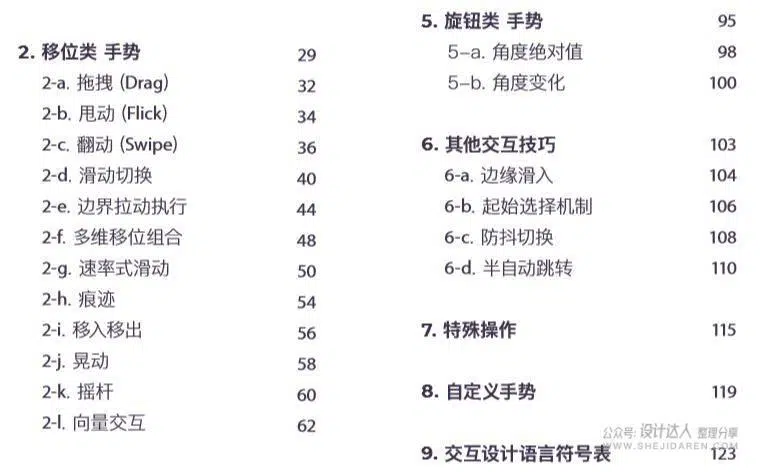 2. 移位类 手势 29
2-a. 拖拽 (Drag) 32
2-b. 甩动 (Flick) 34
2-c. 翻动 (Swipe) 36
2-d. 滑动切换 40
2-e. 边界拉动执行 44
2-f. 多维移位组合 48
2-g. 速率式滑动 50
2-h. 痕迹 54
2-i. 移入移出 56
2-j. 晃动 58
2-k. 摇杆 60
2-l. 向量交互 62
5. 旋钮类 手势 95
5-a. 角度绝对值 98
5-b. 角度变化 100
6. 其他交互技巧 103
6-a. 边缘滑入 104
6-b. 起始选择机制 106
6-c. 防抖切换 108
6-d. 半自动跳转 110
7. 特殊操作 115
8. 自定义手势 119
9. 交互设计语言符号表 123
公众号: 设计达人 整理分享
WWW.SHEJIDAREN.COM